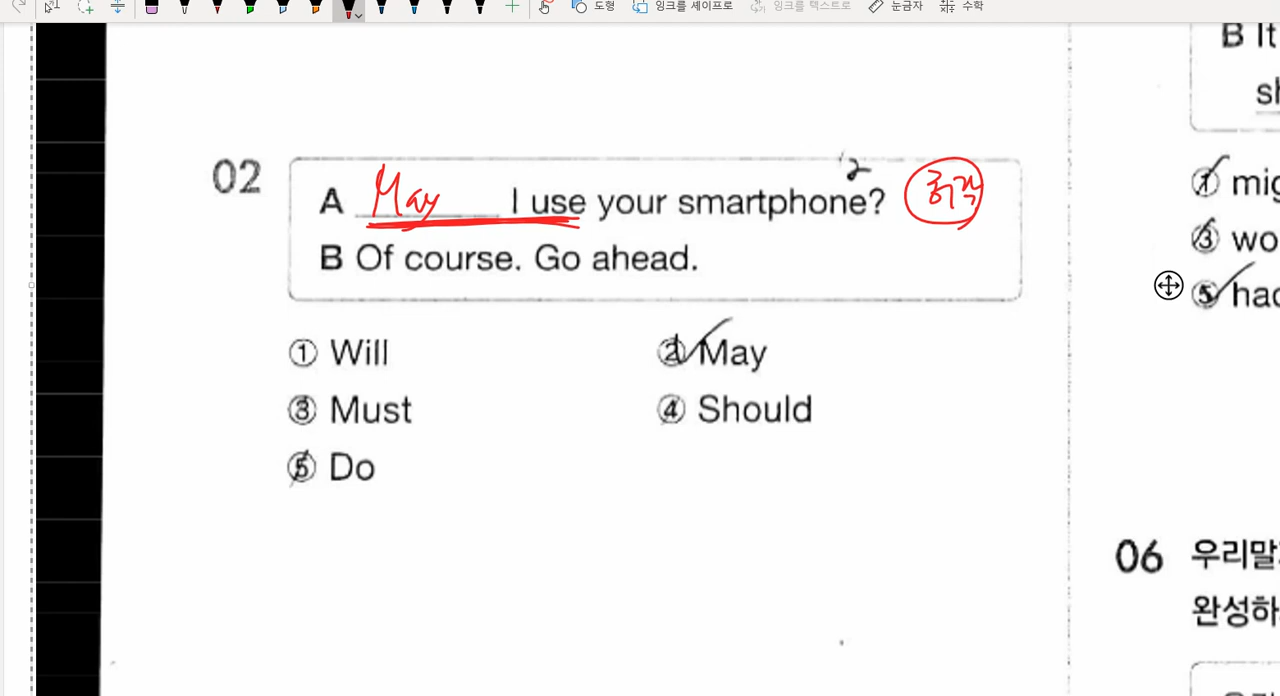 도형 잉크를 셰이프로 잉크를 텍스트로 눈금자 수학
02
A May I use your smartphone? 허락
2
B Of course. Go ahead.
① Will ② May
③ Must ④ Should
⑤ Do
B It
sh
① mig
③ wo
⑤ had
06 우리말
완성하